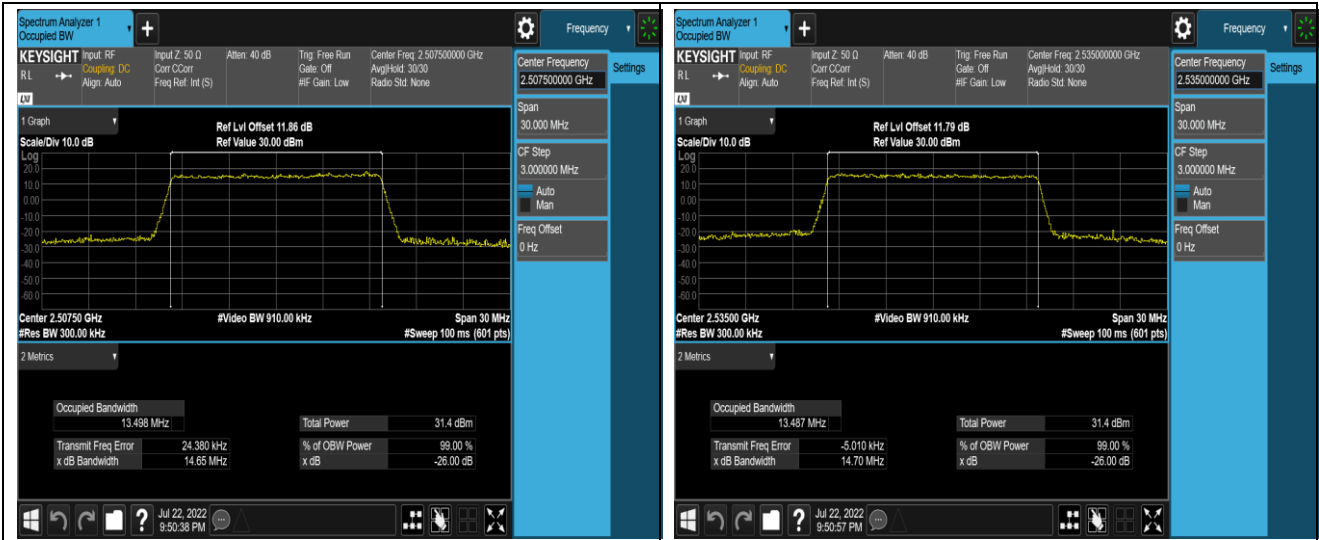 Spectrum Analyzer 1
Occupied BW
+
Frequency
KEYSIGHT
RL
LXI
Input: RF
Coupling: DC
Align: Auto
Input Z: 50 Ω
Corr CCorr
Freq Ref: Int (S)
Atten: 40 dB
Trig: Free Run
Gate: Off
#IF Gain: Low
Center Freq: 2.507500000 GHz
Avg|Hold: 30/30
Radio Std: None
Center Frequency
2.507500000 GHz
Settings
Span
30.000 MHz
CF Step
3.000000 MHz
Auto
Man
Freq Offset
0 Hz
1 Graph
Scale/Div 10.0 dB
Ref Lvl Offset 11.86 dB
Ref Value 30.00 dBm
Log
20.0
10.0
0.00
-10.0
-20.0
-30.0
-40.0
-50.0
-60.0
Center 2.50750 GHz
#Video BW 910.00 kHz
Span 30 MHz
#Res BW 300.00 kHz
#Sweep 100 ms (601 pts)
2 Metrics
Occupied Bandwidth
13.498 MHz
Total Power 31.4 dBm
Transmit Freq Error 24.380 kHz
% of OBW Power 99.00 %
x dB Bandwidth 14.65 MHz
x dB -26.00 dB
?
Jul 22, 2022
9:50:38 PM
Spectrum Analyzer 1
Occupied BW
+
Frequency
KEYSIGHT
RL
LXI
Input: RF
Coupling: DC
Align: Auto
Input Z: 50 Ω
Corr CCorr
Freq Ref: Int (S)
Atten: 40 dB
Trig: Free Run
Gate: Off
#IF Gain: Low
Center Freq: 2.535000000 GHz
Avg|Hold: 30/30
Radio Std: None
Center Frequency
2.535000000 GHz
Settings
Span
30.000 MHz
CF Step
3.000000 MHz
Auto
Man
Freq Offset
0 Hz
1 Graph
Scale/Div 10.0 dB
Ref Lvl Offset 11.79 dB
Ref Value 30.00 dBm
Log
20.0
10.0
0.00
-10.0
-20.0
-30.0
-40.0
-50.0
-60.0
Center 2.53500 GHz
#Video BW 910.00 kHz
Span 30 MHz
#Res BW 300.00 kHz
#Sweep 100 ms (601 pts)
2 Metrics
Occupied Bandwidth
13.487 MHz
Total Power 31.4 dBm
Transmit Freq Error -5.010 kHz
% of OBW Power 99.00 %
x dB Bandwidth 14.70 MHz
x dB -26.00 dB
?
Jul 22, 2022
9:50:57 PM